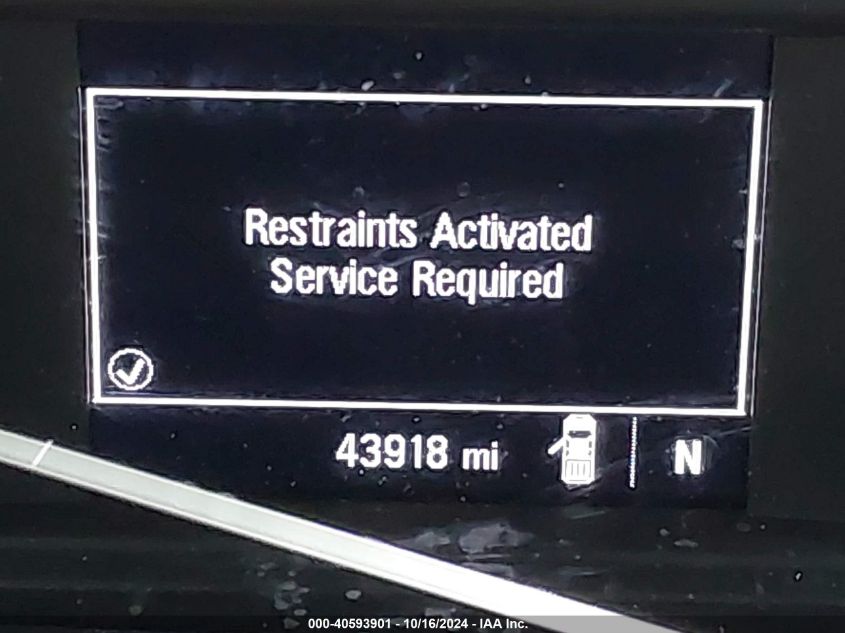 Restraints Activated
Service Required
43918 mi
N
000-40593901 - 10/16/2024 - IAA Inc.